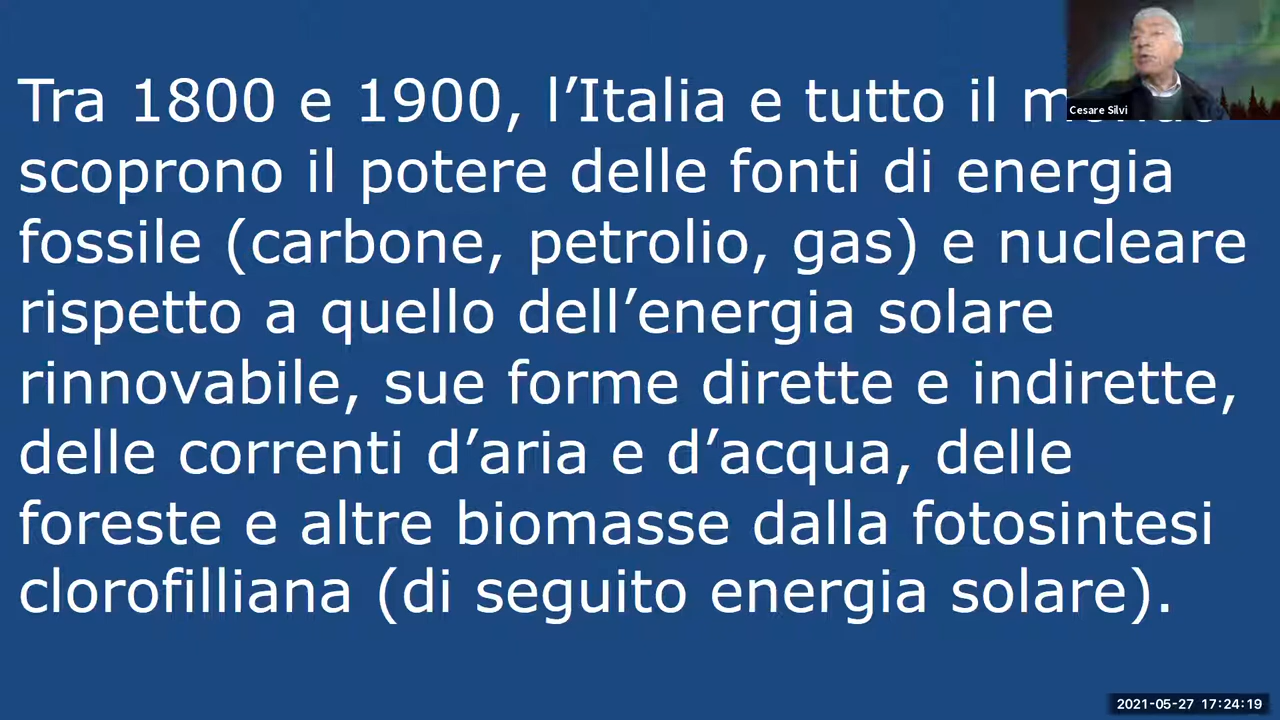 Tra 1800 e 1900, l’Italia e tutto il
scoprono il potere delle fonti di energia
fossile (carbone, petrolio, gas) e nucleare
rispetto a quello dell’energia solare
rinnovabile, sue forme dirette e indirette,
delle correnti d’aria e d’acqua, delle
foreste e altre biomasse dalla fotosintesi
clorofilliana (di seguito energia solare).
Cesare Silvi
2021-05-27 17:24:19